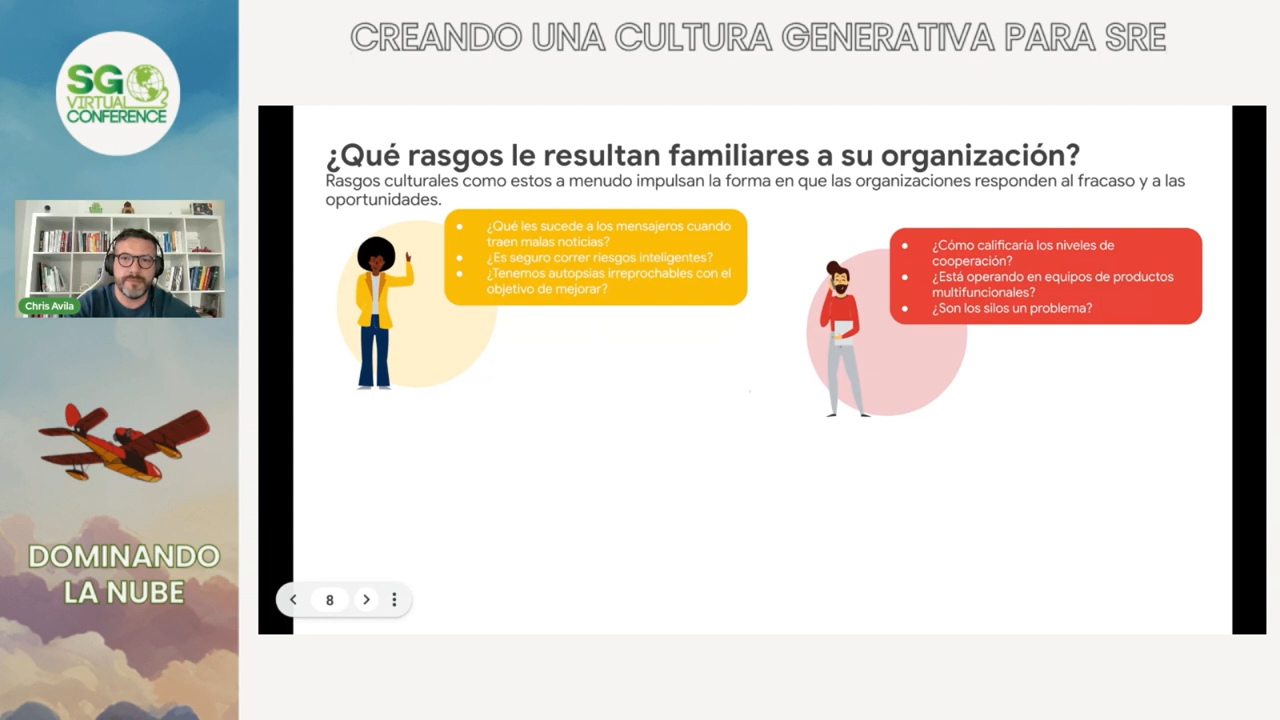 CREANDO UNA CULTURA GENERATIVA PARA SRE
SG
VIRTUAL
CONFERENCE
Chris Avila
DOMINANDO
LA NUBE
¿Qué rasgos le resultan familiares a su organización?
Rasgos culturales como estos a menudo impulsan la forma en que las organizaciones responden al fracaso y a las
oportunidades.
● ¿Qué les sucede a los mensajeros cuando
traen malas noticias?
● ¿Es seguro correr riesgos inteligentes?
● ¿Tenemos autopsias irreprochables con el
objetivo de mejorar?
● ¿Cómo calificaría los niveles de
cooperación?
● ¿Está operando en equipos de productos
multifuncionales?
● ¿Son los silos un problema?
8